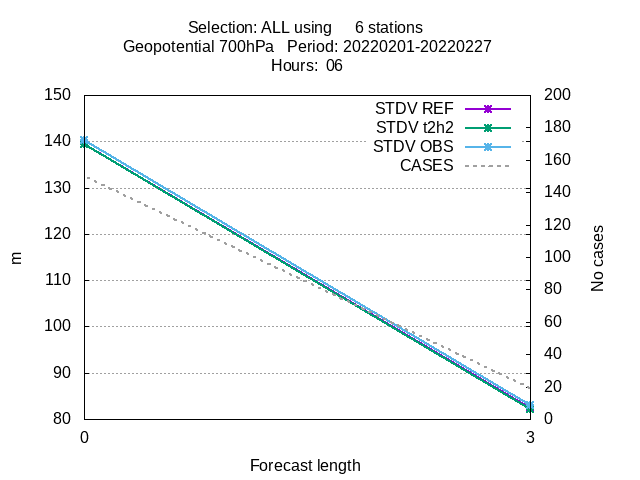 Selection: ALL using     6 stations
Geopotential 700hPa   Period: 20220201-20220227
Hours:  06
STDV REF
STDV t2h2
STDV OBS
CASES
150
140
130
120
110
100
90
80
200
180
160
140
120
100
80
60
40
20
0
m
No cases
0
3
Forecast length